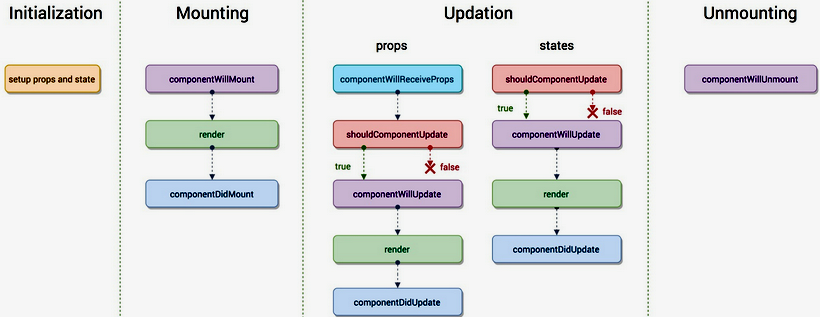 Initialization
Mounting
Updation
Unmounting
props
states
setup props and state
componentWillMount
render
componentDidMount
componentWillReceiveProps
shouldComponentUpdate
true
false
componentWillUpdate
render
componentDidUpdate
shouldComponentUpdate
true
false
componentWillUpdate
render
componentDidUpdate
componentWillUnmount